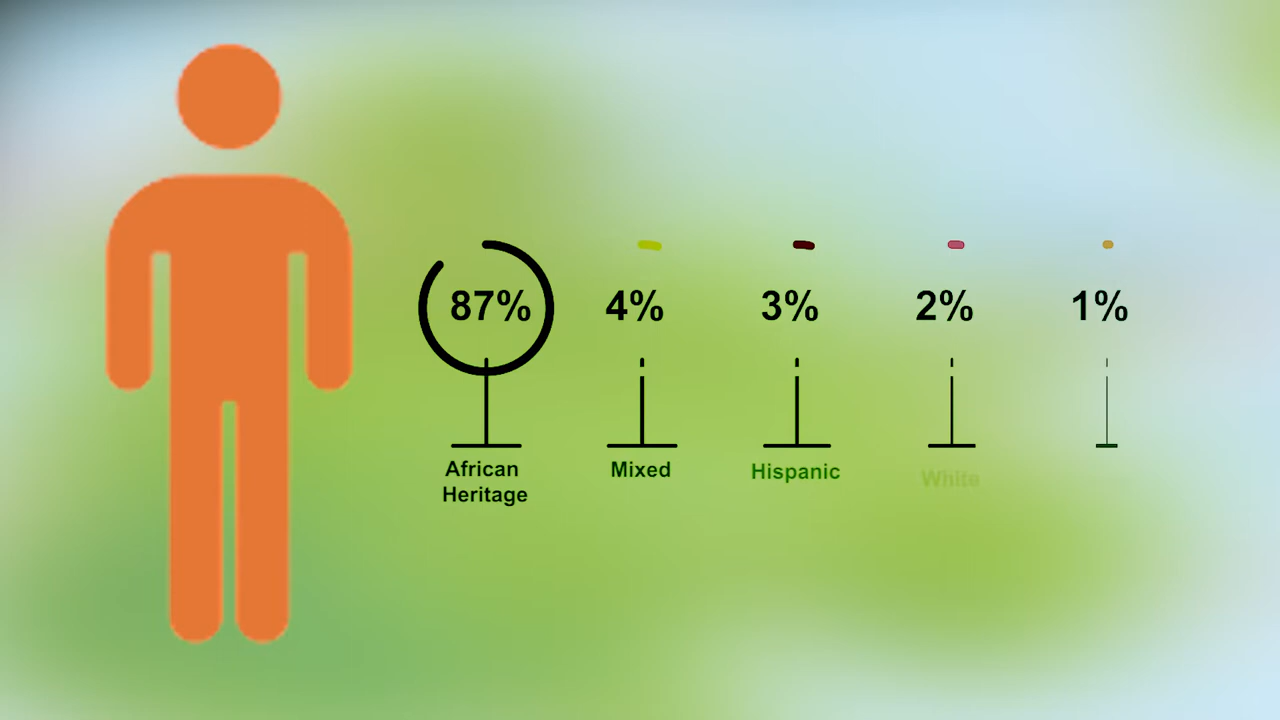 87% 4% 3% 2% 1%
African Heritage
Mixed
Hispanic
White